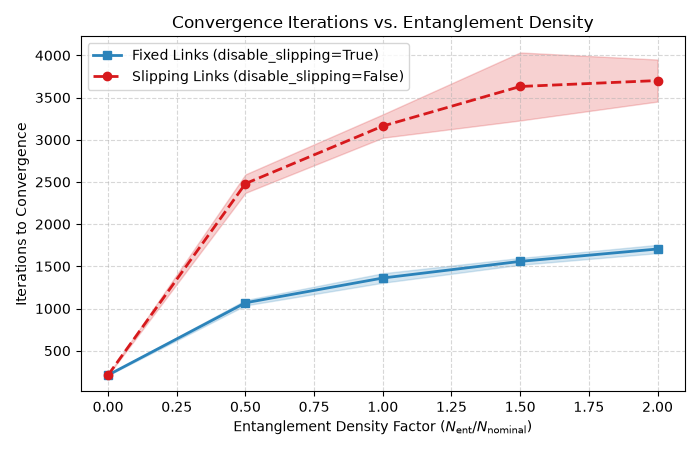 Convergence Iterations vs. Entanglement Density
Fixed Links (disable_slipping=True)
Slipping Links (disable_slipping=False)
Iterations to Convergence
4000
3500
3000
2500
2000
1500
1000
500
0.00 0.25 0.50 0.75 1.00 1.25 1.50 1.75 2.00
Entanglement Density Factor (N_ent/N_nominal)